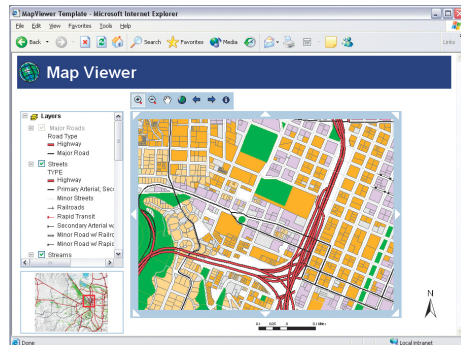 MapViewer Template - Microsoft Internet Explorer
File Edit View Favorites Tools Help
Back Search Favorites Media Links
Map Viewer
Layers
Major Roads
Road Type
Highway
Major Road
Streets
TYPE
Highway
Primary Arterial, Sec
Minor Streets
Railroads
Rapid Transit
Secondary Arterial w
Minor Road w/ Railro
Minor Road w/ Rapid
Streams
N
Done Local intranet